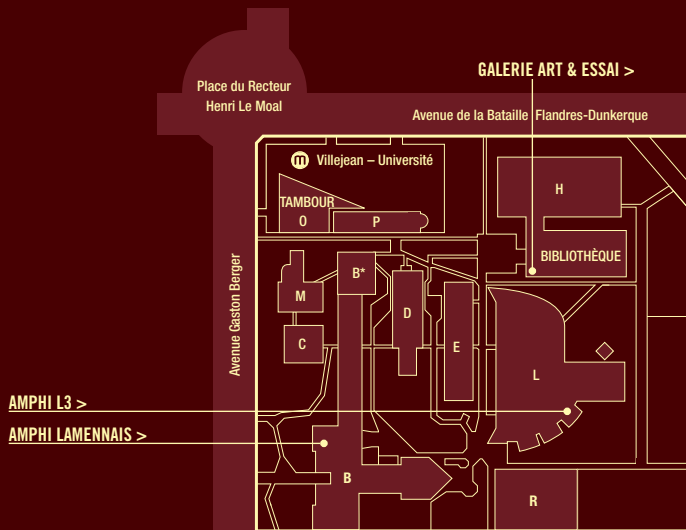 Place du Recteur
Henri Le Moal
GALERIE ART & ESSAI >
Avenue de la Bataille Flandres-Dunkerque
m Villejean – Université
TAMBOUR
O
P
H
BIBLIOTHÈQUE
B*
M
D
C
E
L
Avenue Gaston Berger
AMPHI L3 >
AMPHI LAMENNAIS >
B
R